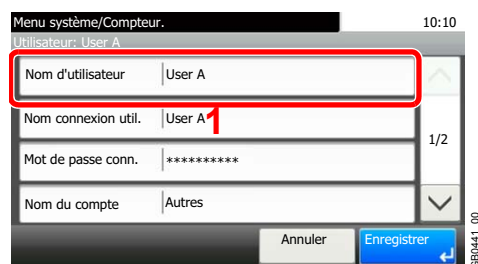 Menu système/Compteur. 10:10
Utilisateur: User A
Nom d'utilisateur User A
Nom connexion util. User A
1
1/2
Mot de passe conn. **********
Nom du compte Autres
Annuler Enregistrer
GB0441_00